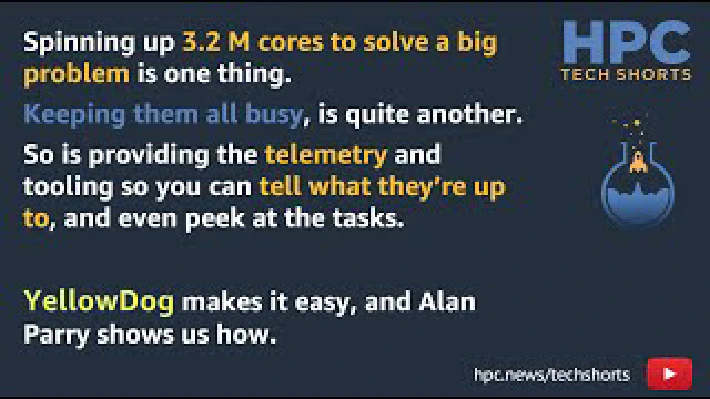 Spinning up 3.2 M cores to solve a big
problem is one thing.
Keeping them all busy, is quite another.
So is providing the telemetry and
tooling so you can tell what they're up
to, and even peek at the tasks.
YellowDog makes it easy, and Alan
Parry shows us how.
HPC
TECH SHORTS
hpc.news/techshorts